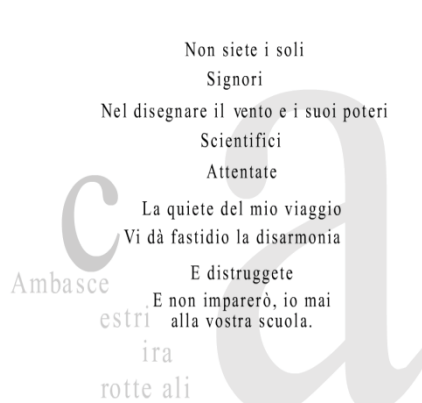 Non siete i soli
Signori
Nel disegnare il vento e i suoi poteri
Scientifici
Attentate
La quiete del mio viaggio
Vi dà fastidio la disarmonia
E distruggete
E non imparerò, io mai
alla vostra scuola.
c
a
Ambasce
estri
ira
rotte ali